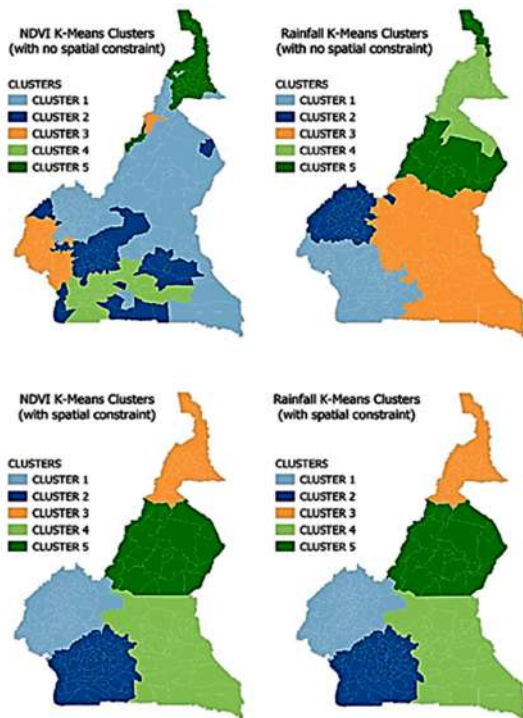 NDVI K-Means Clusters
(with no spatial constraint)
CLUSTERS
CLUSTER 1
CLUSTER 2
CLUSTER 3
CLUSTER 4
CLUSTER 5
Rainfall K-Means Clusters
(with no spatial constraint)
CLUSTERS
CLUSTER 1
CLUSTER 2
CLUSTER 3
CLUSTER 4
CLUSTER 5
NDVI K-Means Clusters
(with spatial constraint)
CLUSTERS
CLUSTER 1
CLUSTER 2
CLUSTER 3
CLUSTER 4
CLUSTER 5
Rainfall K-Means Clusters
(with spatial constraint)
CLUSTERS
CLUSTER 1
CLUSTER 2
CLUSTER 3
CLUSTER 4
CLUSTER 5